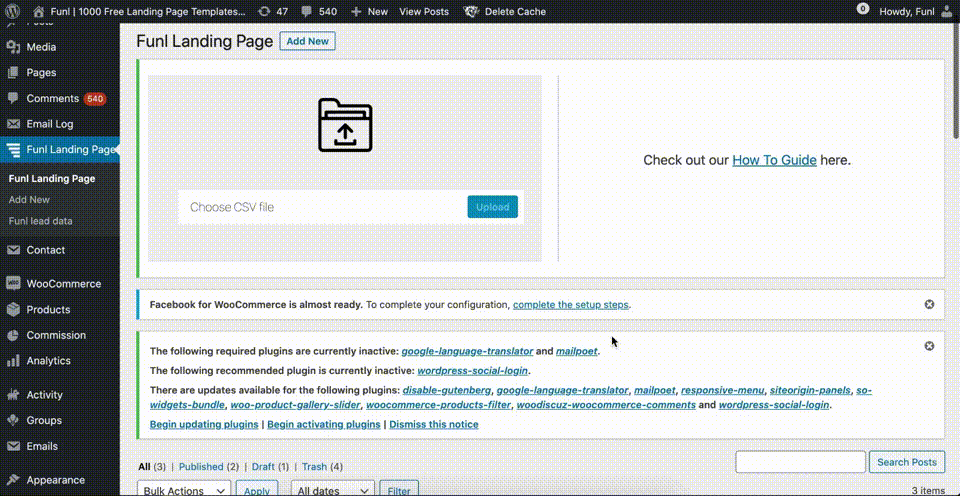 Funl | 1000 Free Landing Page Templates... 47 540 New View Posts Delete Cache 0 Howdy, Funl
Posts
Media
Pages
Comments 540
Email Log
Funl Landing Page
Funl Landing Page
Add New
Funl lead data
Contact
WooCommerce
Products
Commission
Analytics
Activity
Groups
Emails
Appearance
Funl Landing Page Add New
Choose CSV file Upload
Check out our How To Guide here.
Facebook for WooCommerce is almost ready. To complete your configuration, complete the setup steps.
The following required plugins are currently inactive: google-language-translator and mailpoet.
The following recommended plugin is currently inactive: wordpress-social-login.
There are updates available for the following plugins: disable-gutenberg, google-language-translator, mailpoet, responsive-menu, siteorigin-panels, so-
widgets-bundle, woo-product-gallery-slider, woocommerce-products-filter, woodiscuz-woocommerce-comments and wordpress-social-login.
Begin updating plugins | Begin activating plugins | Dismiss this notice
All (3) | Published (2) | Draft (1) | Trash (4)
Search Posts
Bulk Actions Apply All dates Filter 3 items